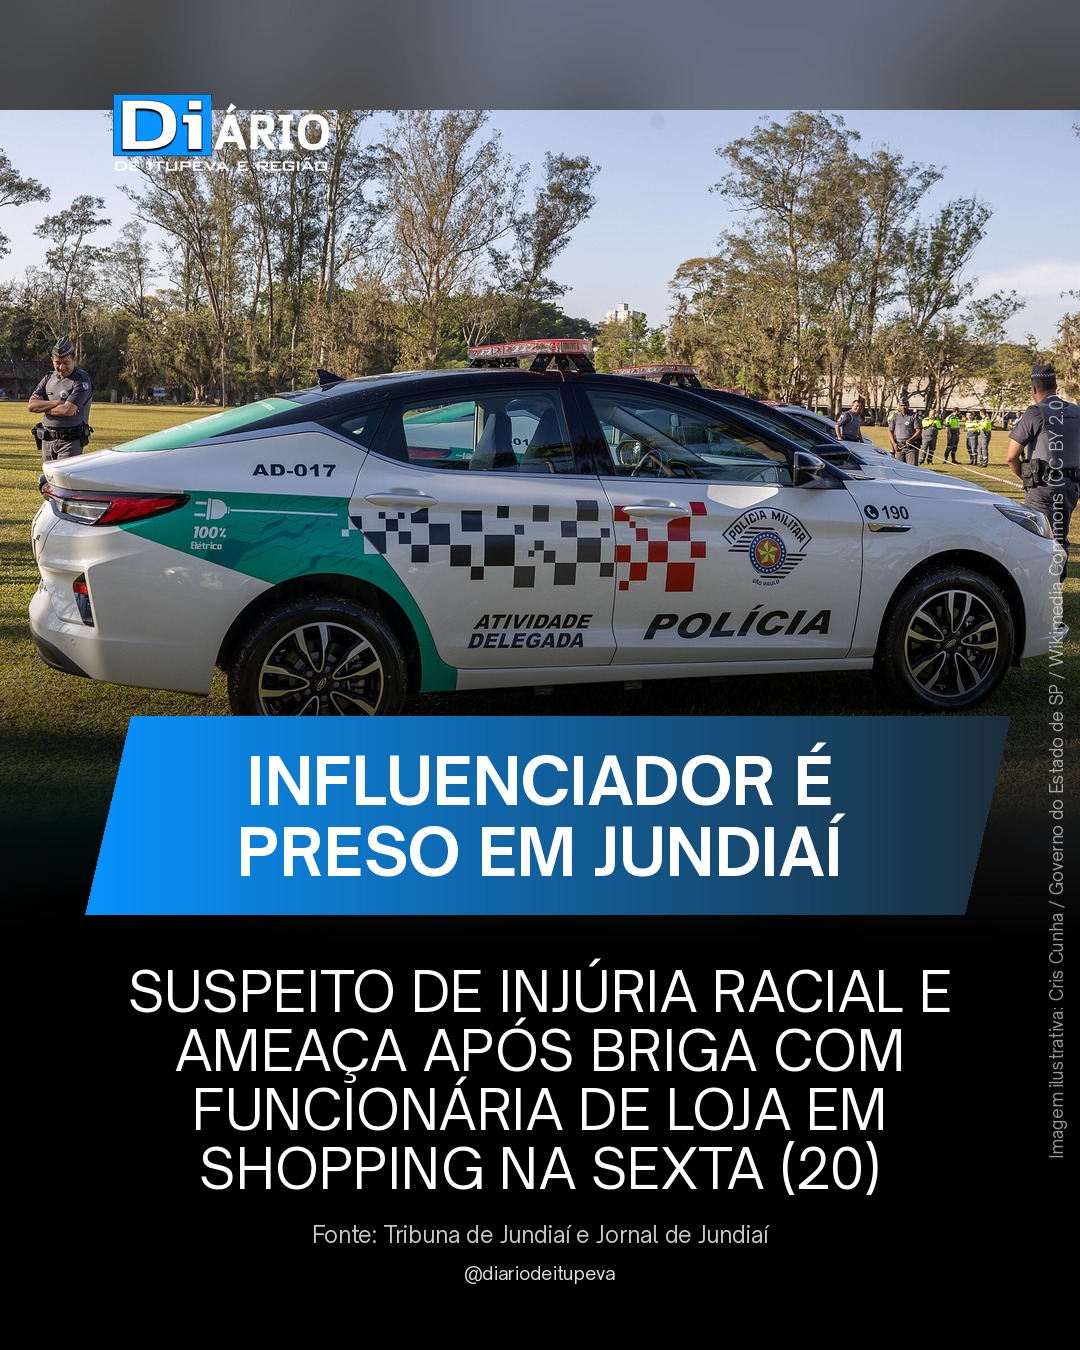 DiÁRIO
DE ITUPEVA E REGIÃO
AD-017
100%
Elétrico
190
POLÍCIA MILITAR
SÃO PAULO
ATIVIDADE
DELEGADA
POLÍCIA
INFLUENCIADOR É
PRESO EM JUNDIAÍ
SUSPEITO DE INJÚRIA RACIAL E
AMEAÇA APÓS BRIGA COM
FUNCIONÁRIA DE LOJA EM
SHOPPING NA SEXTA (20)
Fonte: Tribuna de Jundiaí e Jornal de Jundiaí
@diariodeitupeva
Imagem ilustrativa: Cris Cunha / Governo do Estado de SP / Wikimedia Commons (CC BY 2.0)